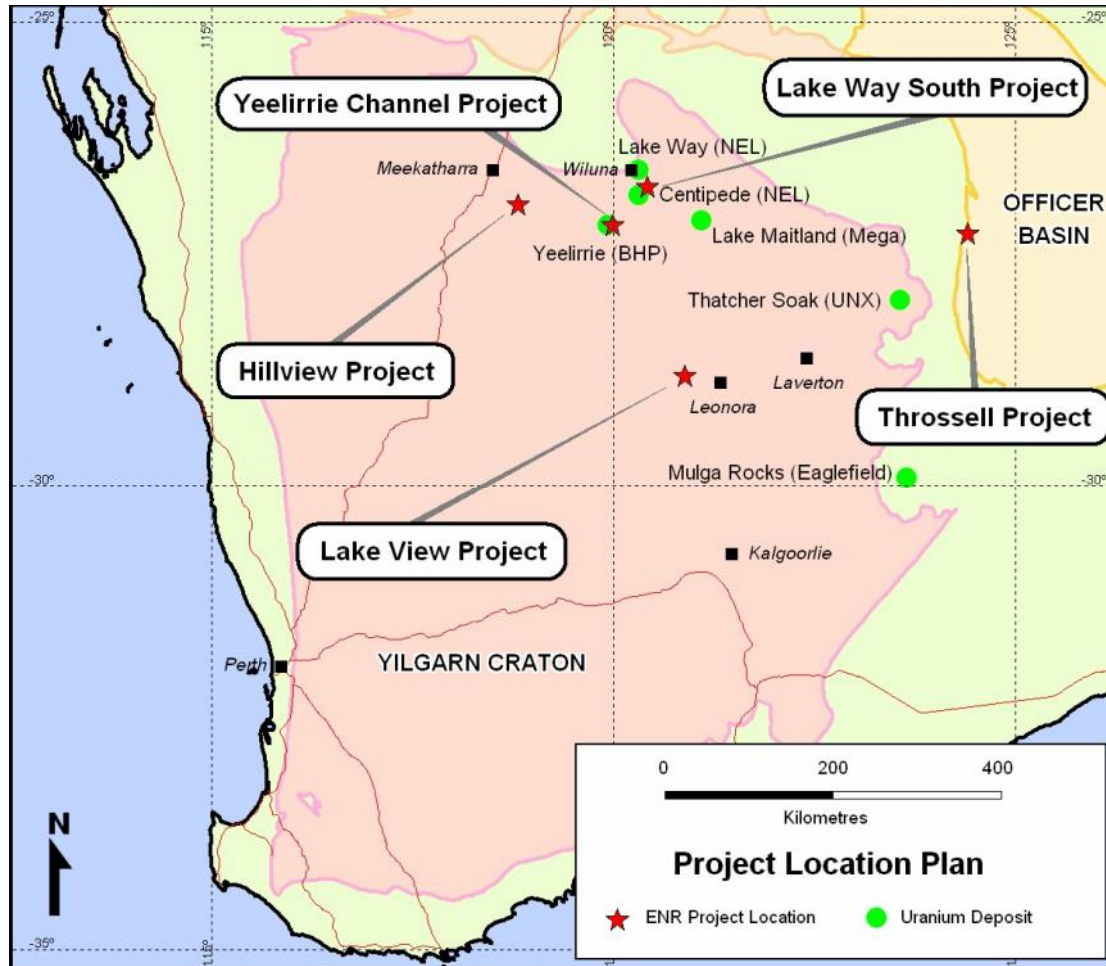 -25°
-25°
115°
120°
125°
Yeelirrie Channel Project
Lake Way South Project
Lake Way (NEL)
Meekatharra
Wiluna
Centipede (NEL)
OFFICER
BASIN
Lake Maitland (Mega)
Yeelirrie (BHP)
Thatcher Soak (UNX)
Hillview Project
Laverton
Leonora
Throssell Project
Mulga Rocks (Eaglefield)
-30°
-30°
Lake View Project
Kalgoorlie
Perth
YILGARN CRATON
0 200 400
Kilometres
N
Project Location Plan
ENR Project Location
Uranium Deposit
-35°